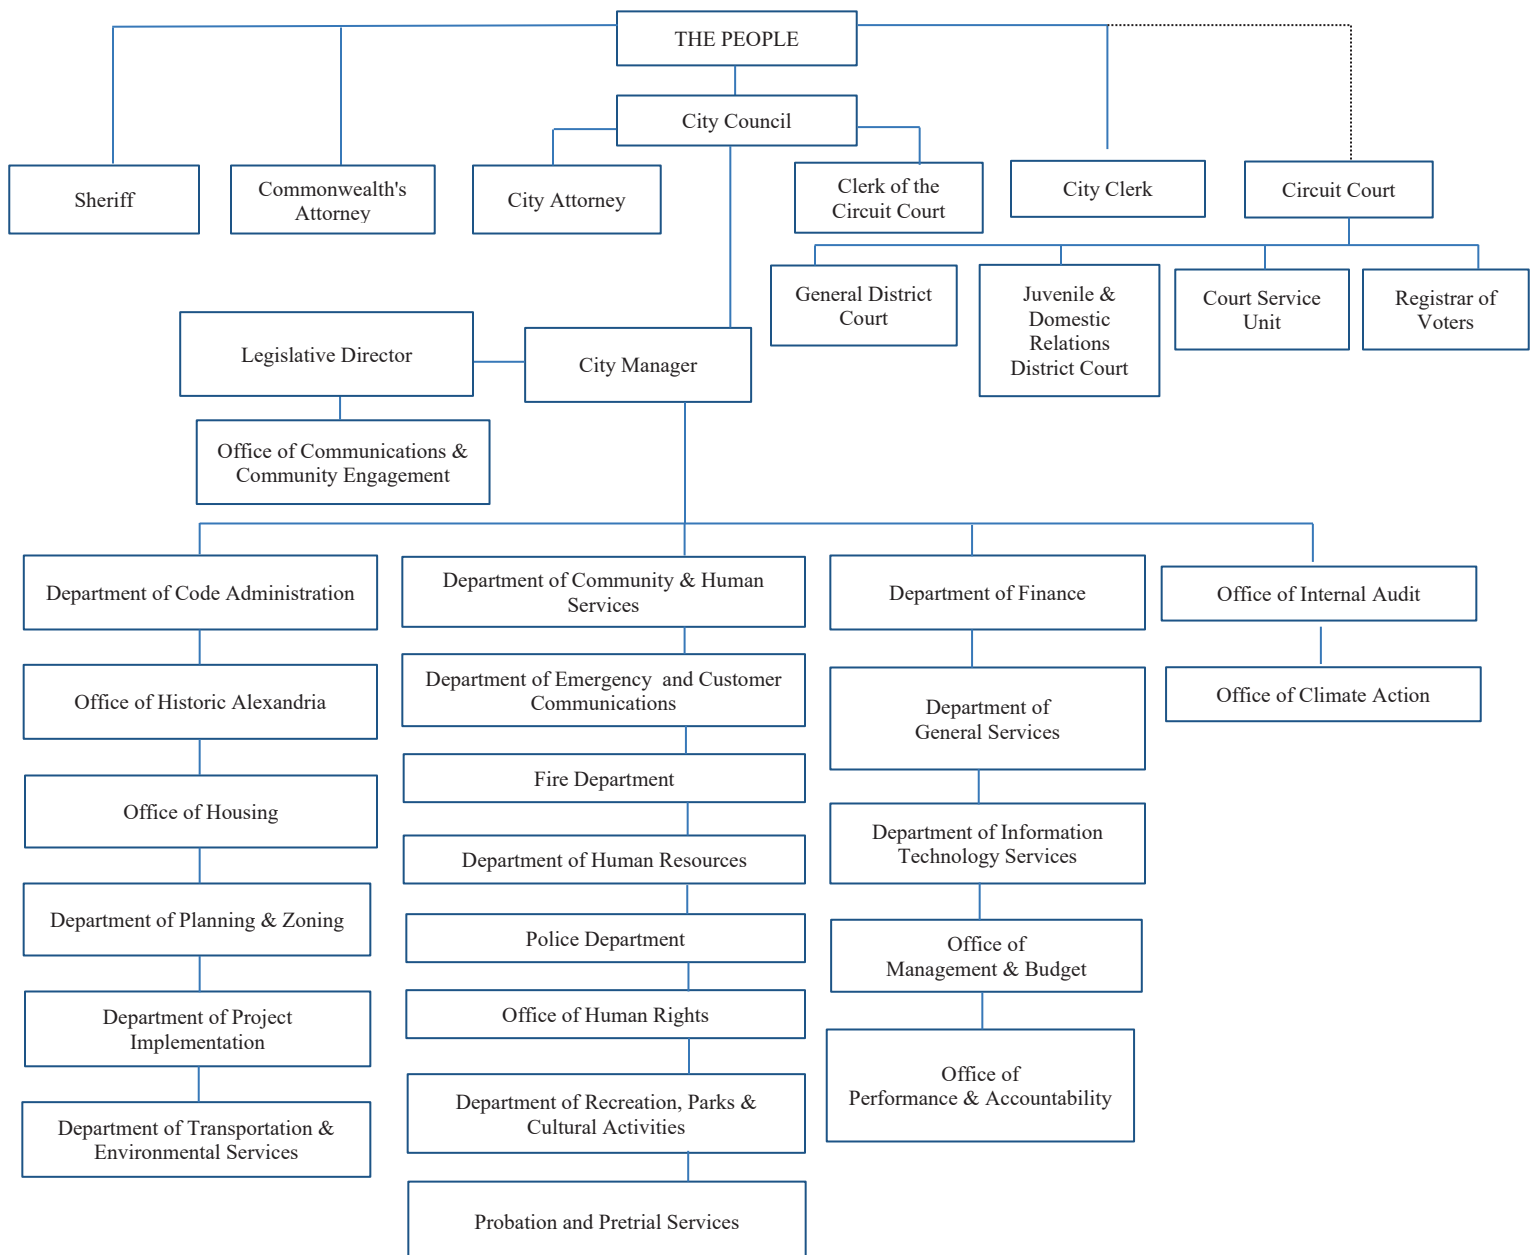 THE PEOPLE
City Council
Sheriff
Commonwealth's
Attorney
City Attorney
Clerk of the
Circuit Court
City Clerk
Circuit Court
General District
Court
Juvenile &
Domestic
Relations
District Court
Court Service
Unit
Registrar of
Voters
Legislative Director
City Manager
Office of Communications &
Community Engagement
Department of Code Administration
Office of Historic Alexandria
Office of Housing
Department of Planning & Zoning
Department of Project
Implementation
Department of Transportation &
Environmental Services
Department of Community & Human
Services
Department of Emergency and Customer
Communications
Fire Department
Department of Human Resources
Police Department
Office of Human Rights
Department of Recreation, Parks &
Cultural Activities
Probation and Pretrial Services
Department of Finance
Department of
General Services
Department of Information
Technology Services
Office of
Management & Budget
Office of
Performance & Accountability
Office of Internal Audit
Office of Climate Action